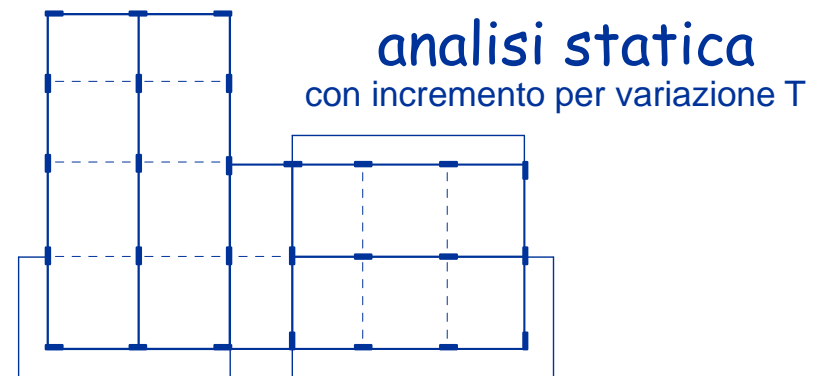 analisi statica
con incremento per variazione T